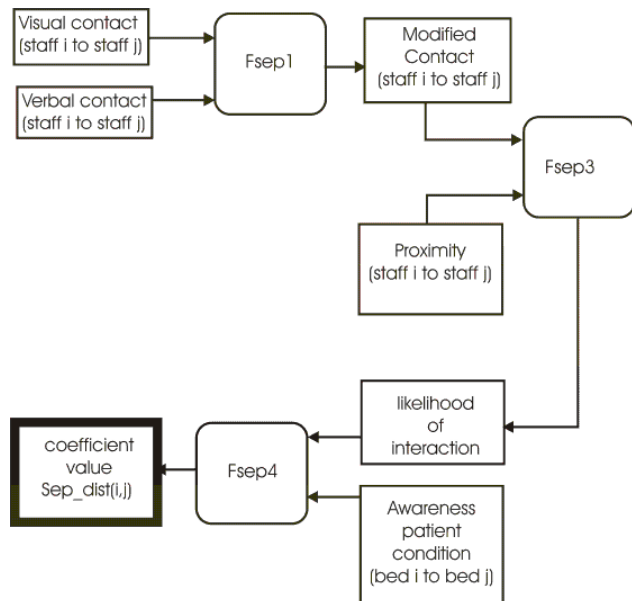 Visual contact
(staff i to staff j)
Verbal contact
(staff i to staff j)
Fsep1
Modified
Contact
(staff i to staff j)
Fsep3
Proximity
(staff i to staff j)
likelihood
of
interaction
Fsep4
coefficient
value
Sep_dist(i,j)
Awareness
patient
condition
(bed i to bed j)